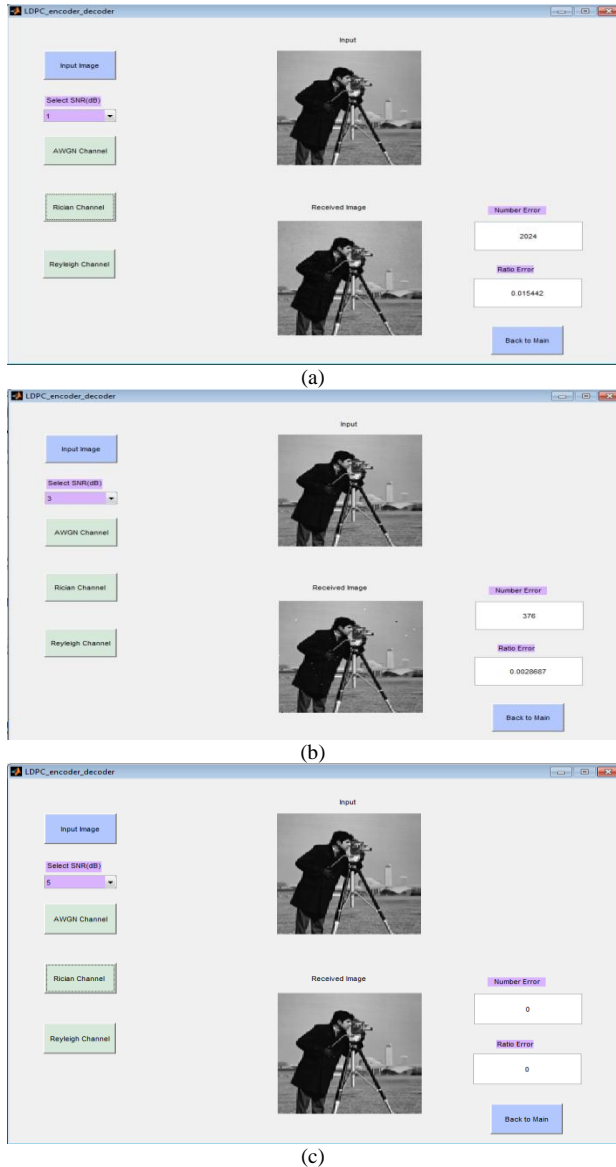 LDPC_encoder_decoder
Input
Input Image
Select SNR(dB)
1
AWGN Channel
Rician Channel
Received Image
Number Error
2024
Reyleigh Channel
Ratio Error
0.015442
Back to Main
(a)
LDPC_encoder_decoder
Input
Input Image
Select SNR(dB)
3
AWGN Channel
Rician Channel
Received Image
Number Error
376
Reyleigh Channel
Ratio Error
0.0028687
Back to Main
(b)
LDPC_encoder_decoder
Input
Input Image
Select SNR(dB)
5
AWGN Channel
Rician Channel
Received Image
Number Error
0
Reyleigh Channel
Ratio Error
0
Back to Main
(c)